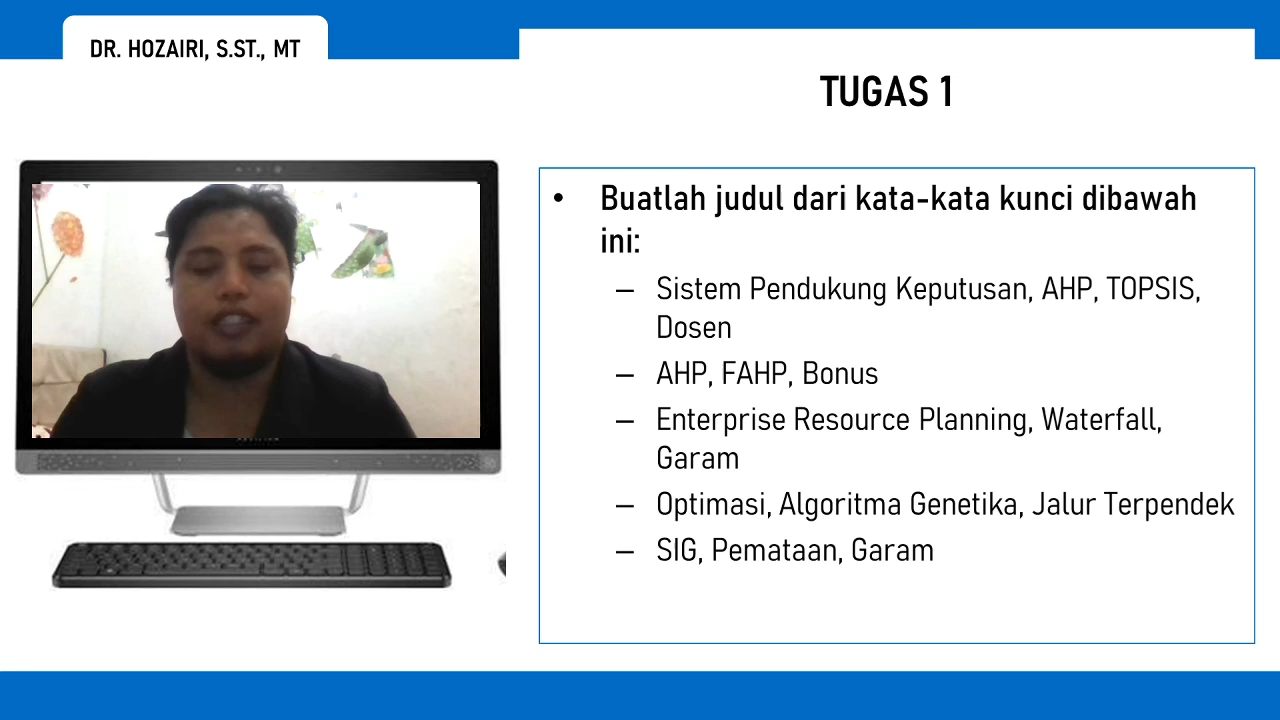 DR. HOZAIRI, S.ST., MT
TUGAS 1
• Buatlah judul dari kata-kata kunci dibawah
ini:
– Sistem Pendukung Keputusan, AHP, TOPSIS,
Dosen
– AHP, FAHP, Bonus
– Enterprise Resource Planning, Waterfall,
Garam
– Optimasi, Algoritma Genetika, Jalur Terpendek
– SIG, Pemataan, Garam